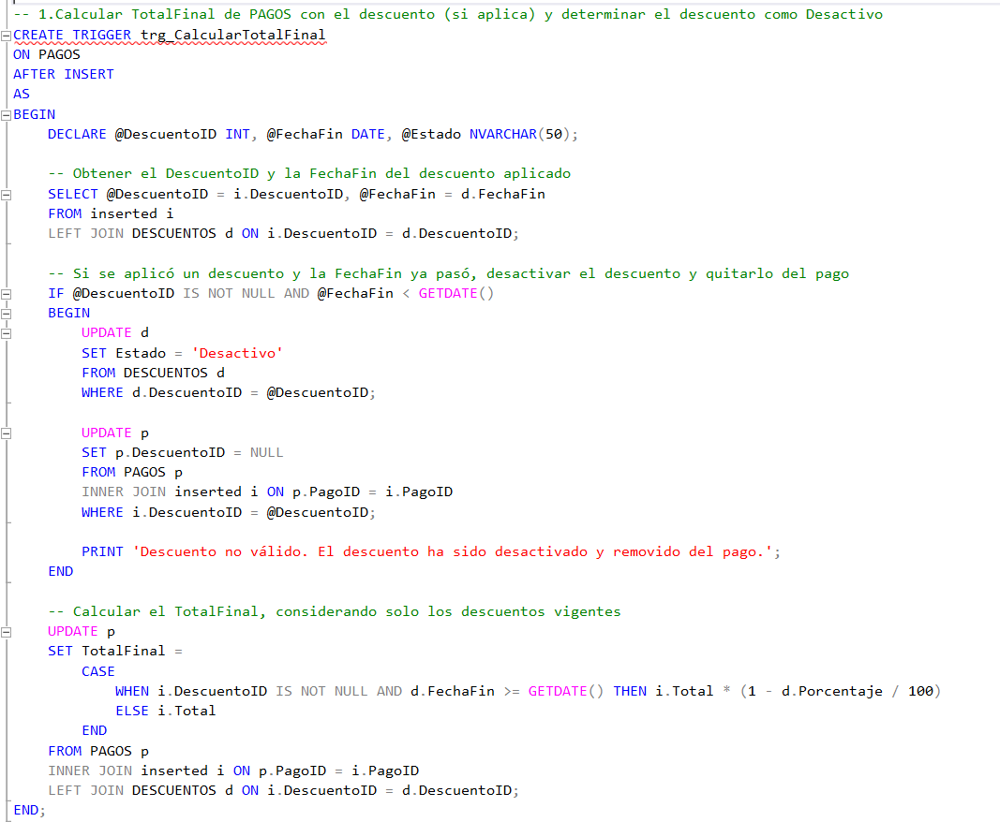 -- 1.Calcular TotalFinal de PAGOS con el descuento (si aplica) y determinar el descuento como Desactivo
CREATE TRIGGER trg_CalcularTotalFinal
ON PAGOS
AFTER INSERT
AS
BEGIN
    DECLARE @DescuentoID INT, @FechaFin DATE, @Estado NVARCHAR(50);

    -- Obtener el DescuentoID y la FechaFin del descuento aplicado
    SELECT @DescuentoID = i.DescuentoID, @FechaFin = d.FechaFin
    FROM inserted i
    LEFT JOIN DESCUENTOS d ON i.DescuentoID = d.DescuentoID;

    -- Si se aplicó un descuento y la FechaFin ya pasó, desactivar el descuento y quitarlo del pago
    IF @DescuentoID IS NOT NULL AND @FechaFin < GETDATE()
    BEGIN
        UPDATE d
        SET Estado = 'Desactivo'
        FROM DESCUENTOS d
        WHERE d.DescuentoID = @DescuentoID;

        UPDATE p
        SET p.DescuentoID = NULL
        FROM PAGOS p
        INNER JOIN inserted i ON p.PagoID = i.PagoID
        WHERE i.DescuentoID = @DescuentoID;

        PRINT 'Descuento no válido. El descuento ha sido desactivado y removido del pago.';
    END

    -- Calcular el TotalFinal, considerando solo los descuentos vigentes
    UPDATE p
    SET TotalFinal =
        CASE
            WHEN i.DescuentoID IS NOT NULL AND d.FechaFin >= GETDATE() THEN i.Total * (1 - d.Porcentaje / 100)
            ELSE i.Total
        END
    FROM PAGOS p
    INNER JOIN inserted i ON p.PagoID = i.PagoID
    LEFT JOIN DESCUENTOS d ON i.DescuentoID = d.DescuentoID;
END;